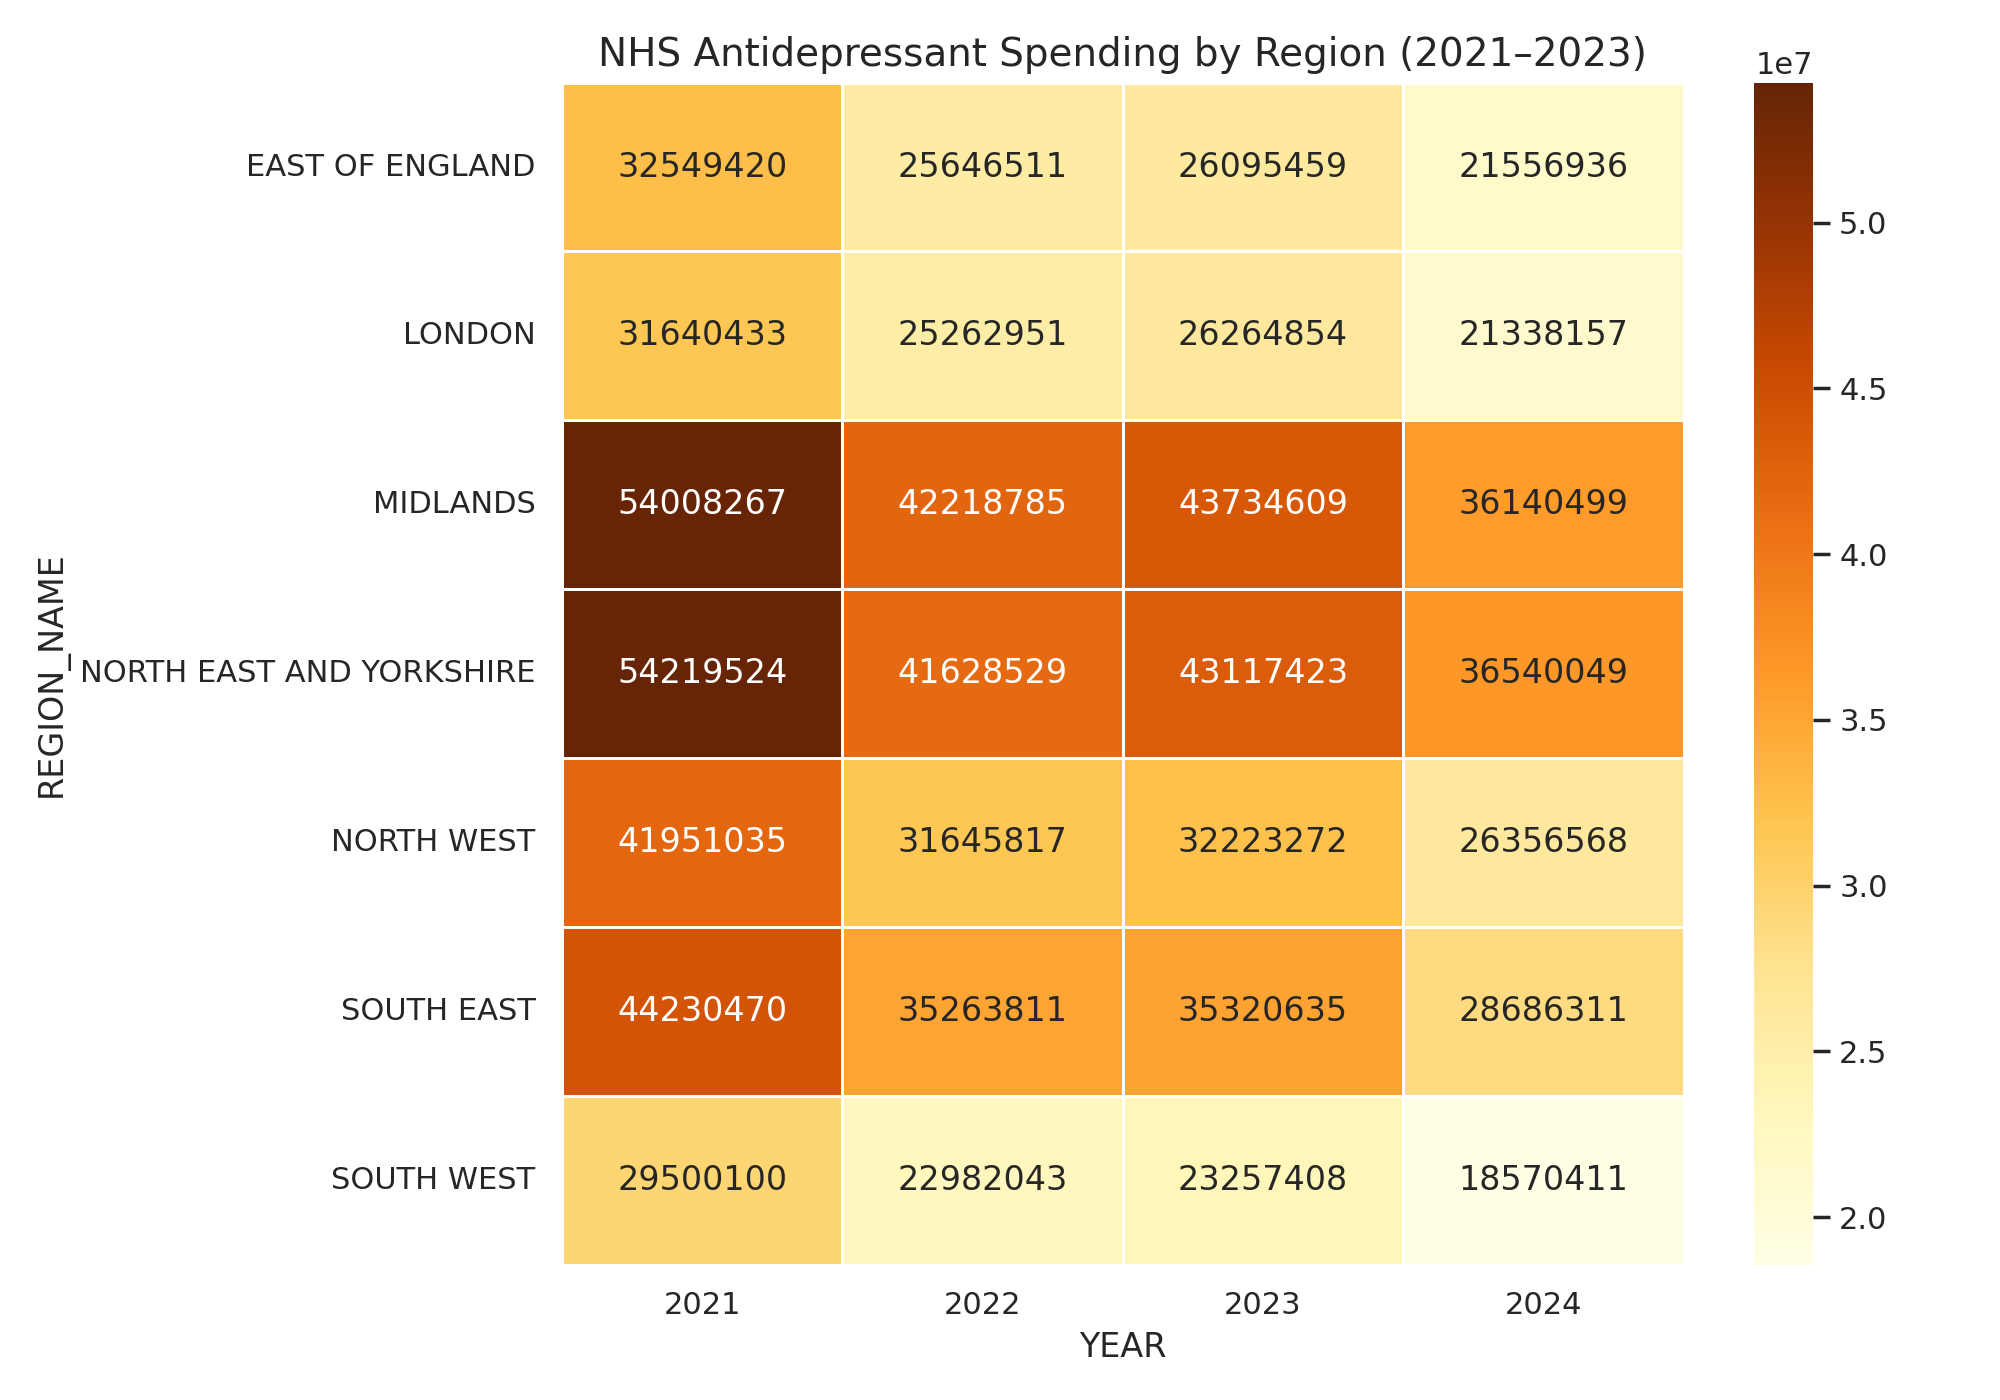 NHS Antidepressant Spending by Region (2021–2023)
1e7
EAST OF ENGLAND 32549420 25646511 26095459 21556936
LONDON 31640433 25262951 26264854 21338157
MIDLANDS 54008267 42218785 43734609 36140499
NORTH EAST AND YORKSHIRE 54219524 41628529 43117423 36540049
NORTH WEST 41951035 31645817 32223272 26356568
SOUTH EAST 44230470 35263811 35320635 28686311
SOUTH WEST 29500100 22982043 23257408 18570411
REGION_NAME
2021 2022 2023 2024
YEAR
5.0
4.5
4.0
3.5
3.0
2.5
2.0